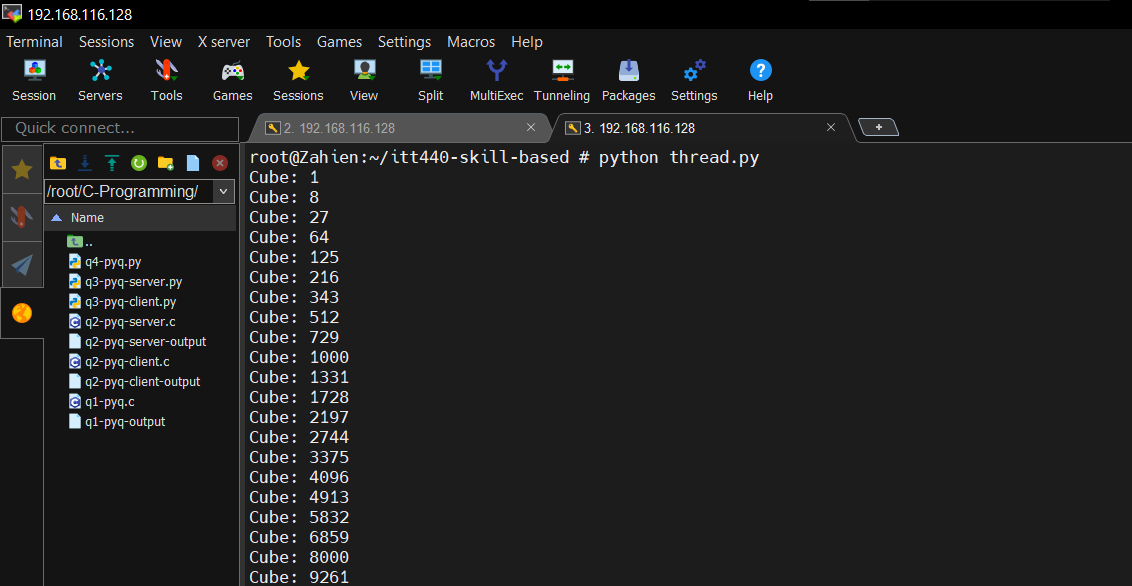 192.168.116.128
Terminal Sessions View X server Tools Games Settings Macros Help
Session Servers Tools Games Sessions View Split MultiExec Tunneling Packages Settings Help
Quick connect...
2. 192.168.116.128
3. 192.168.116.128
/root/C-Programming/
Name
..
q4-pyq.py
q3-pyq-server.py
q3-pyq-client.py
q2-pyq-server.c
q2-pyq-server-output
q2-pyq-client.c
q2-pyq-client-output
q1-pyq.c
q1-pyq-output
root@Zahien:~/itt440-skill-based # python thread.py
Cube: 1
Cube: 8
Cube: 27
Cube: 64
Cube: 125
Cube: 216
Cube: 343
Cube: 512
Cube: 729
Cube: 1000
Cube: 1331
Cube: 1728
Cube: 2197
Cube: 2744
Cube: 3375
Cube: 4096
Cube: 4913
Cube: 5832
Cube: 6859
Cube: 8000
Cube: 9261